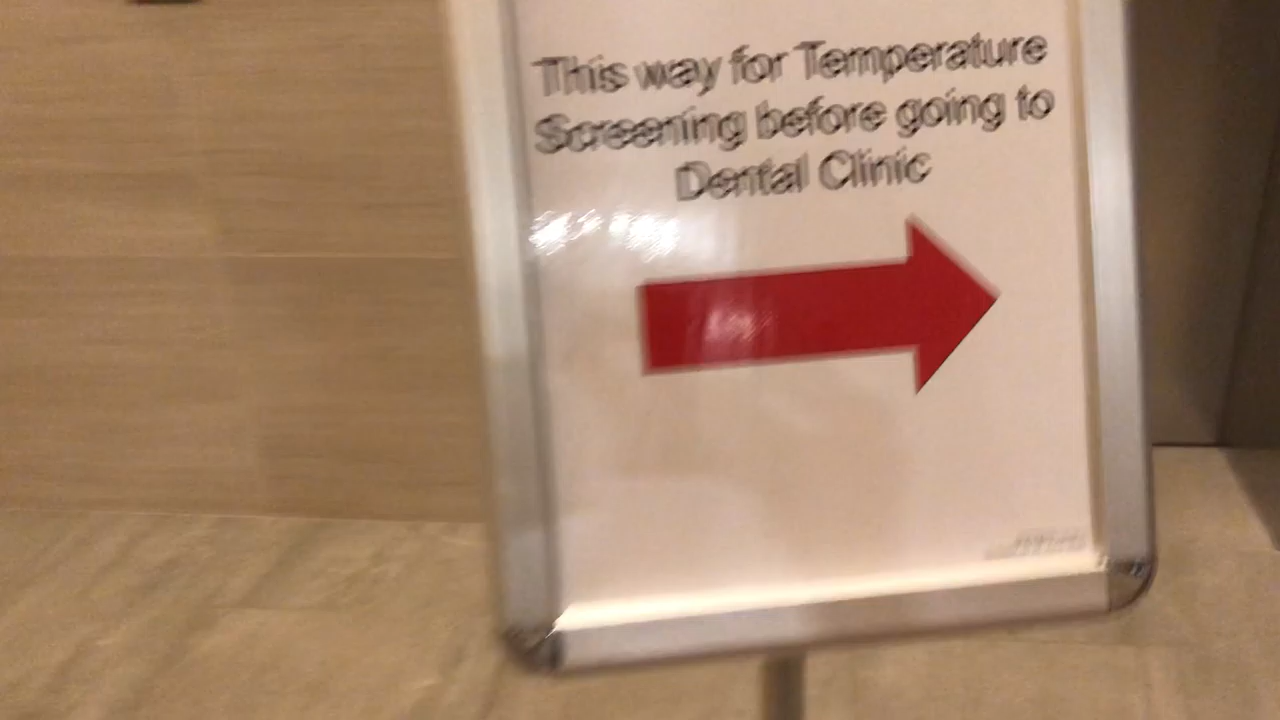 This way for Temperature
Screening before going to
Dental Clinic